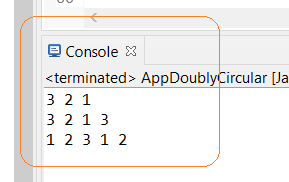 Console
<terminated> AppDoublyCircular [Ja
3 2 1
3 2 1 3
1 2 3 1 2